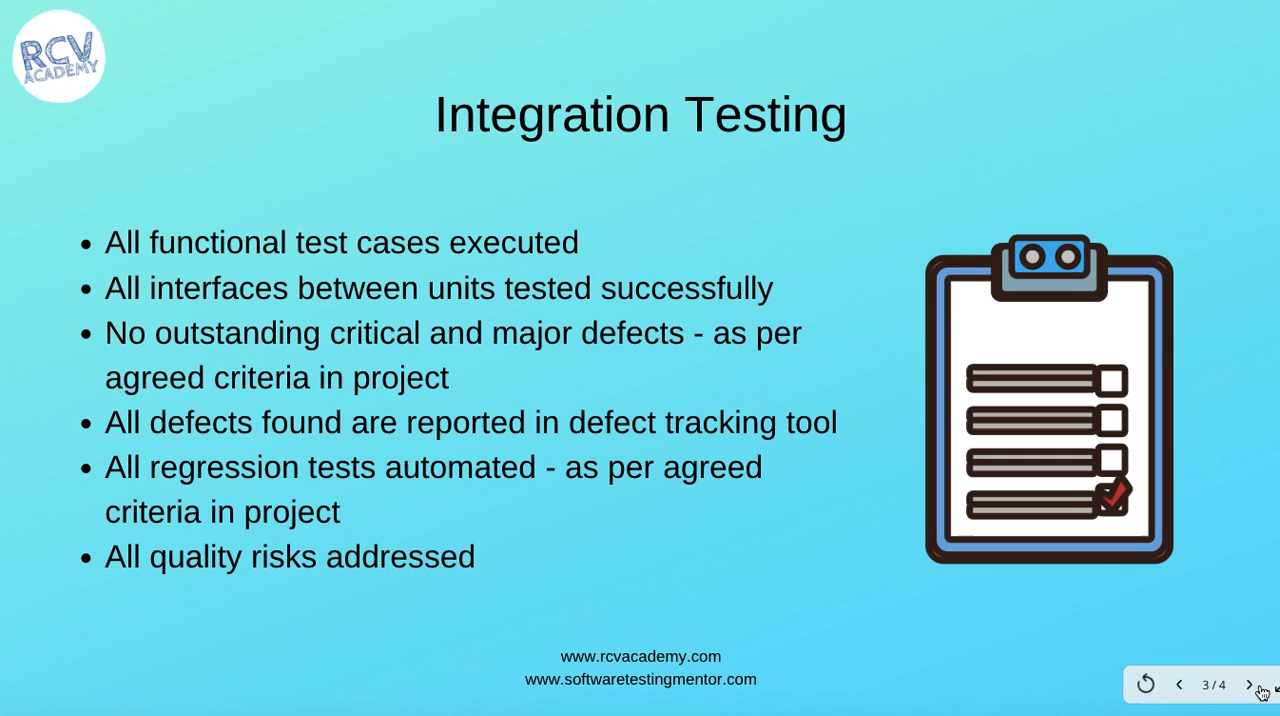 RCV
ACADEMY
Integration Testing
• All functional test cases executed
• All interfaces between units tested successfully
• No outstanding critical and major defects - as per
agreed criteria in project
• All defects found are reported in defect tracking tool
• All regression tests automated - as per agreed
criteria in project
• All quality risks addressed
www.rcvacademy.com
www.softwaretestingmentor.com
3 / 4